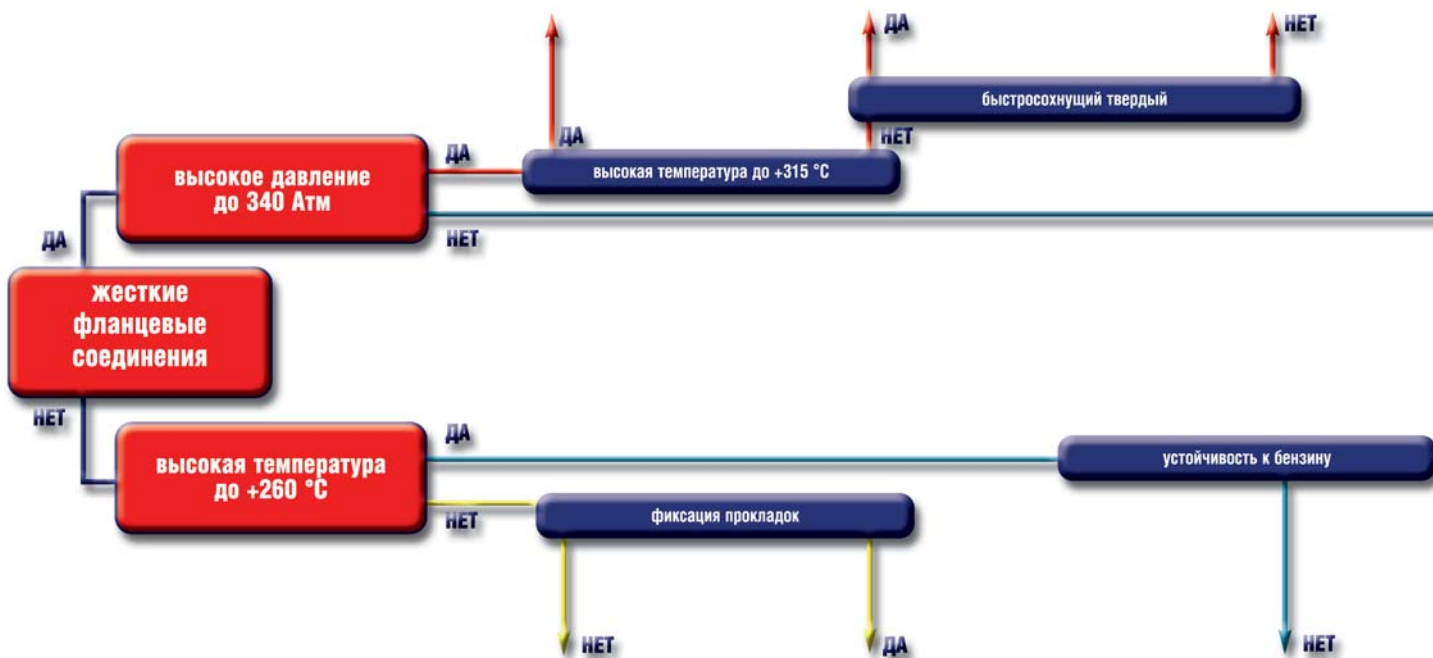 ДА
НЕТ
быстросохнущий твердый
ДА
НЕТ
высокая температура до +315 °C
ДА
высокое давление
до 340 Атм
НЕТ
ДА
жесткие
фланцевые
соединения
НЕТ
ДА
высокая температура
до +260 °C
устойчивость к бензину
НЕТ
фиксация прокладок
НЕТ
ДА
НЕТ